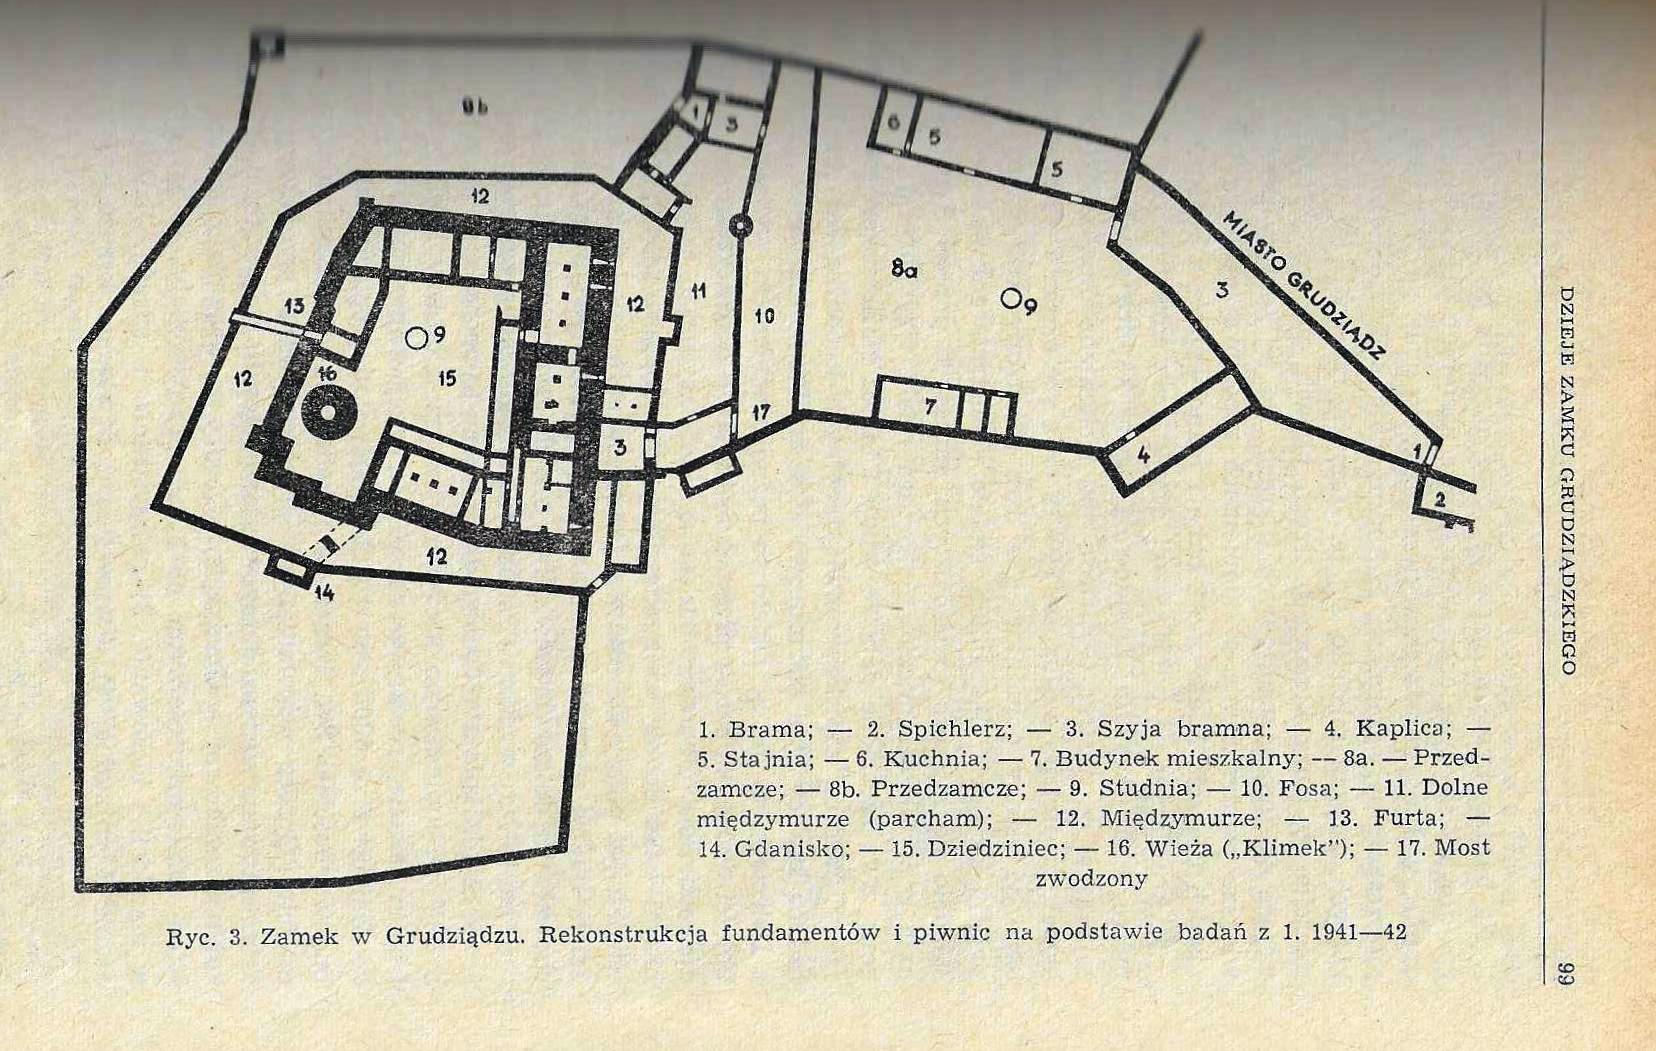 8b
1
3
6
5
5
12
MIASTO GRUDZIĄDZ
8a
3
9
11
12
10
13
9
12
16
15
17
7
3
4
1
2
12
14
1. Brama; — 2. Spichlerz; — 3. Szyja bramna; — 4. Kaplica; —
5. Stajnia; — 6. Kuchnia; — 7. Budynek mieszkalny; — 8a. — Przed-
zamcze; — 8b. Przedzamcze; — 9. Studnia; — 10. Fosa; — 11. Dolne
międzymurze (parcham); — 12. Międzymurze; — 13. Furta; —
14. Gdanisko; — 15. Dziedziniec; — 16. Wieża („Klimek"); — 17. Most
zwodzony
Ryc. 3. Zamek w Grudziądzu. Rekonstrukcja fundamentów i piwnic na podstawie badań z l. 1941—42
DZIEJE ZAMKU GRUDZIĄDZKIEGO
99